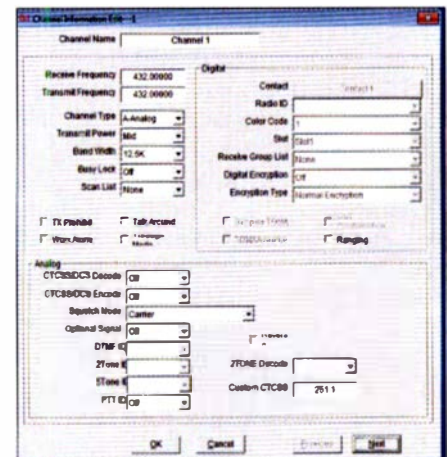 Channel Information Edit---1
Channel Name Channel 1
Receive Frequency 432.00000
Transmit Frequency 432.00000
Channel Type A-Analog
Transmit Power Mid
Band Width 12.5K
Busy Lock Off
Scan List None
Digital
Contact Contact 1
Radio ID
Color Code 1
Slot Slot1
Receive Group List None
Digital Encryption Off
Encryption Type Normal Encryption
TX Prohibit Talk Around
Work Alone
Ranging
Analog
CTCSS/DCS Decode Off
CTCSS/DCS Encode Off
Squelch Mode Carrier
Optional Signal Off
DTMF ID
2Tone ID
5Tone ID
PTT ID Off
2TONE Decode
Custom CTCSS 251.1
OK Cancel Previous Next